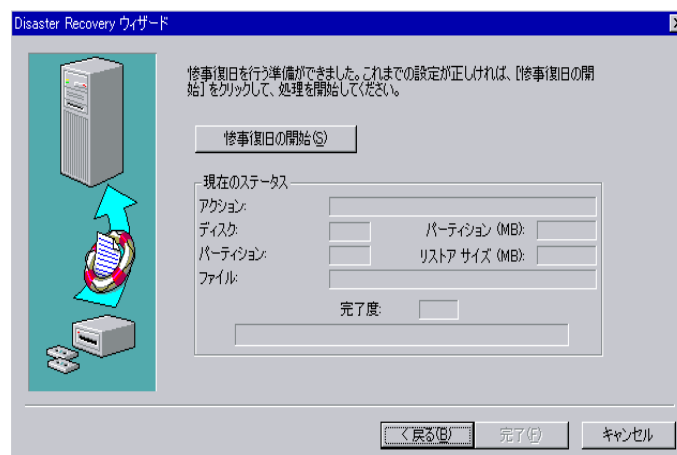 Disaster Recovery ウィザード
惨事復旧を行う準備ができました。これまでの設定が正しければ、[惨事復旧の開
始] をクリックして、処理を開始してください。
惨事復旧の開始(S)
現在のステータス
アクション:
ディスク: パーティション (MB):
パーティション: リストア サイズ (MB):
ファイル:
完了度:
< 戻る(B) 完了(F) キャンセル